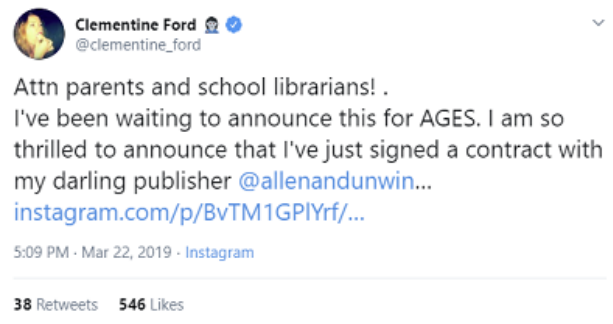 Clementine Ford
@clementine_ford
Attn parents and school librarians! .
I've been waiting to announce this for AGES. I am so
thrilled to announce that I've just signed a contract with
my darling publisher @allenandunwin...
instagram.com/p/BvTM1GPlYrf/...
5:09 PM · Mar 22, 2019 · Instagram
38 Retweets 546 Likes